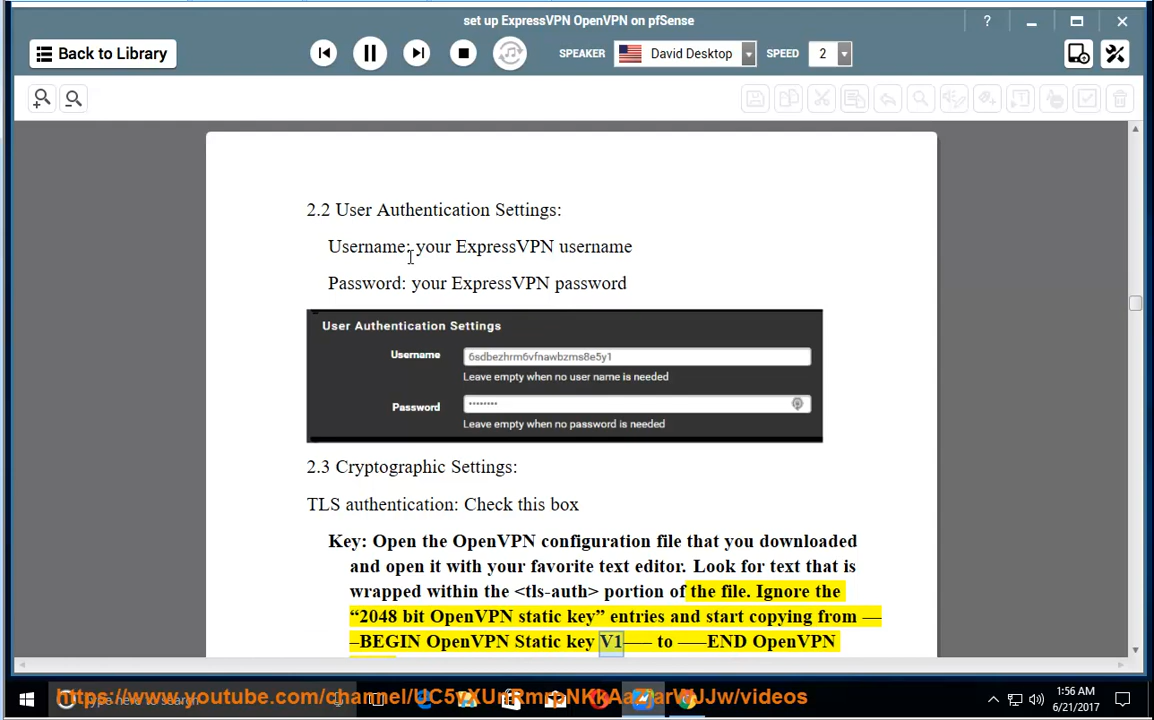 set up ExpressVPN OpenVPN on pfSense
Back to Library
SPEAKER
David Desktop
SPEED
2
2.2 User Authentication Settings:
Username: your ExpressVPN username
Password: your ExpressVPN password
User Authentication Settings
Username
6sdbezhrm6vfnawbzms8e5y1
Leave empty when no user name is needed
Password
••••••••
Leave empty when no password is needed
2.3 Cryptographic Settings:
TLS authentication: Check this box
Key: Open the OpenVPN configuration file that you downloaded
and open it with your favorite text editor. Look for text that is
wrapped within the <tls-auth> portion of the file. Ignore the
“2048 bit OpenVPN static key” entries and start copying from —
–BEGIN OpenVPN Static key V1—– to —–END OpenVPN
1:56 AM
6/21/2017